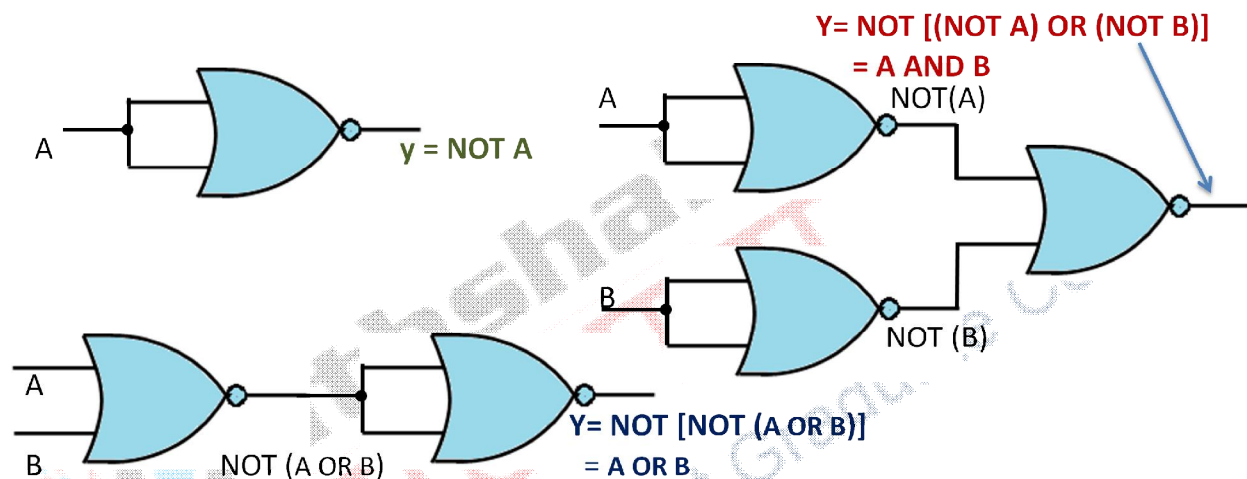 A
y = NOT A
Y= NOT [(NOT A) OR (NOT B)]
= A AND B
A
NOT(A)
B
NOT (B)
A
B
NOT (A OR B)
Y= NOT [NOT (A OR B)]
= A OR B